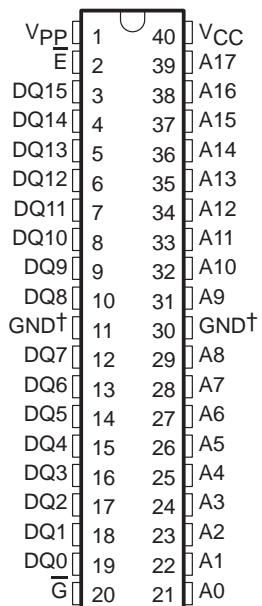 VPP 1 40 VCC
E̅ 2 39 A17
DQ15 3 38 A16
DQ14 4 37 A15
DQ13 5 36 A14
DQ12 6 35 A13
DQ11 7 34 A12
DQ10 8 33 A11
DQ9 9 32 A10
DQ8 10 31 A9
GND† 11 30 GND†
DQ7 12 29 A8
DQ6 13 28 A7
DQ5 14 27 A6
DQ4 15 26 A5
DQ3 16 25 A4
DQ2 17 24 A3
DQ1 18 23 A2
DQ0 19 22 A1
G̅ 20 21 A0